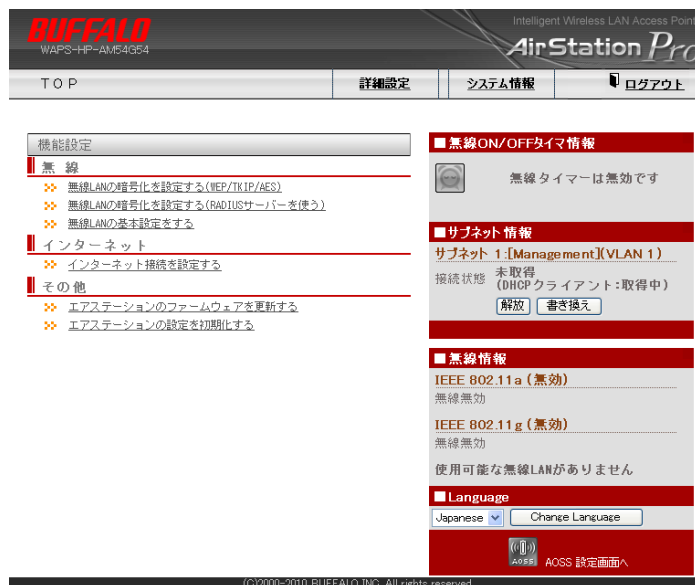 BUFFALO
WAPS-HP-AM54G54
Intelligent Wireless LAN Access Point
AirStation Pro
TOP
詳細設定
システム情報
ログアウト
機能設定
無 線
無線LANの暗号化を設定する(WEP/TKIP/AES)
無線LANの暗号化を設定する(RADIUSサーバーを使う)
無線LANの基本設定をする
インターネット
インターネット接続を設定する
その他
エアステーションのファームウェアを更新する
エアステーションの設定を初期化する
■無線ON/OFFタイマ情報
無線タイマーは無効です
■サブネット情報
サブネット 1:[Management](VLAN 1)
接続状態 未取得
(DHCPクライアント:取得中)
解放 書き換え
■無線情報
IEEE 802.11a (無効)
無線無効
IEEE 802.11g (無効)
無線無効
使用可能な無線LANがありません
■Language
Japanese Change Language
AOSS AOSS 設定画面へ
(C)2000-2010 BUFFALO INC. All rights reserved.